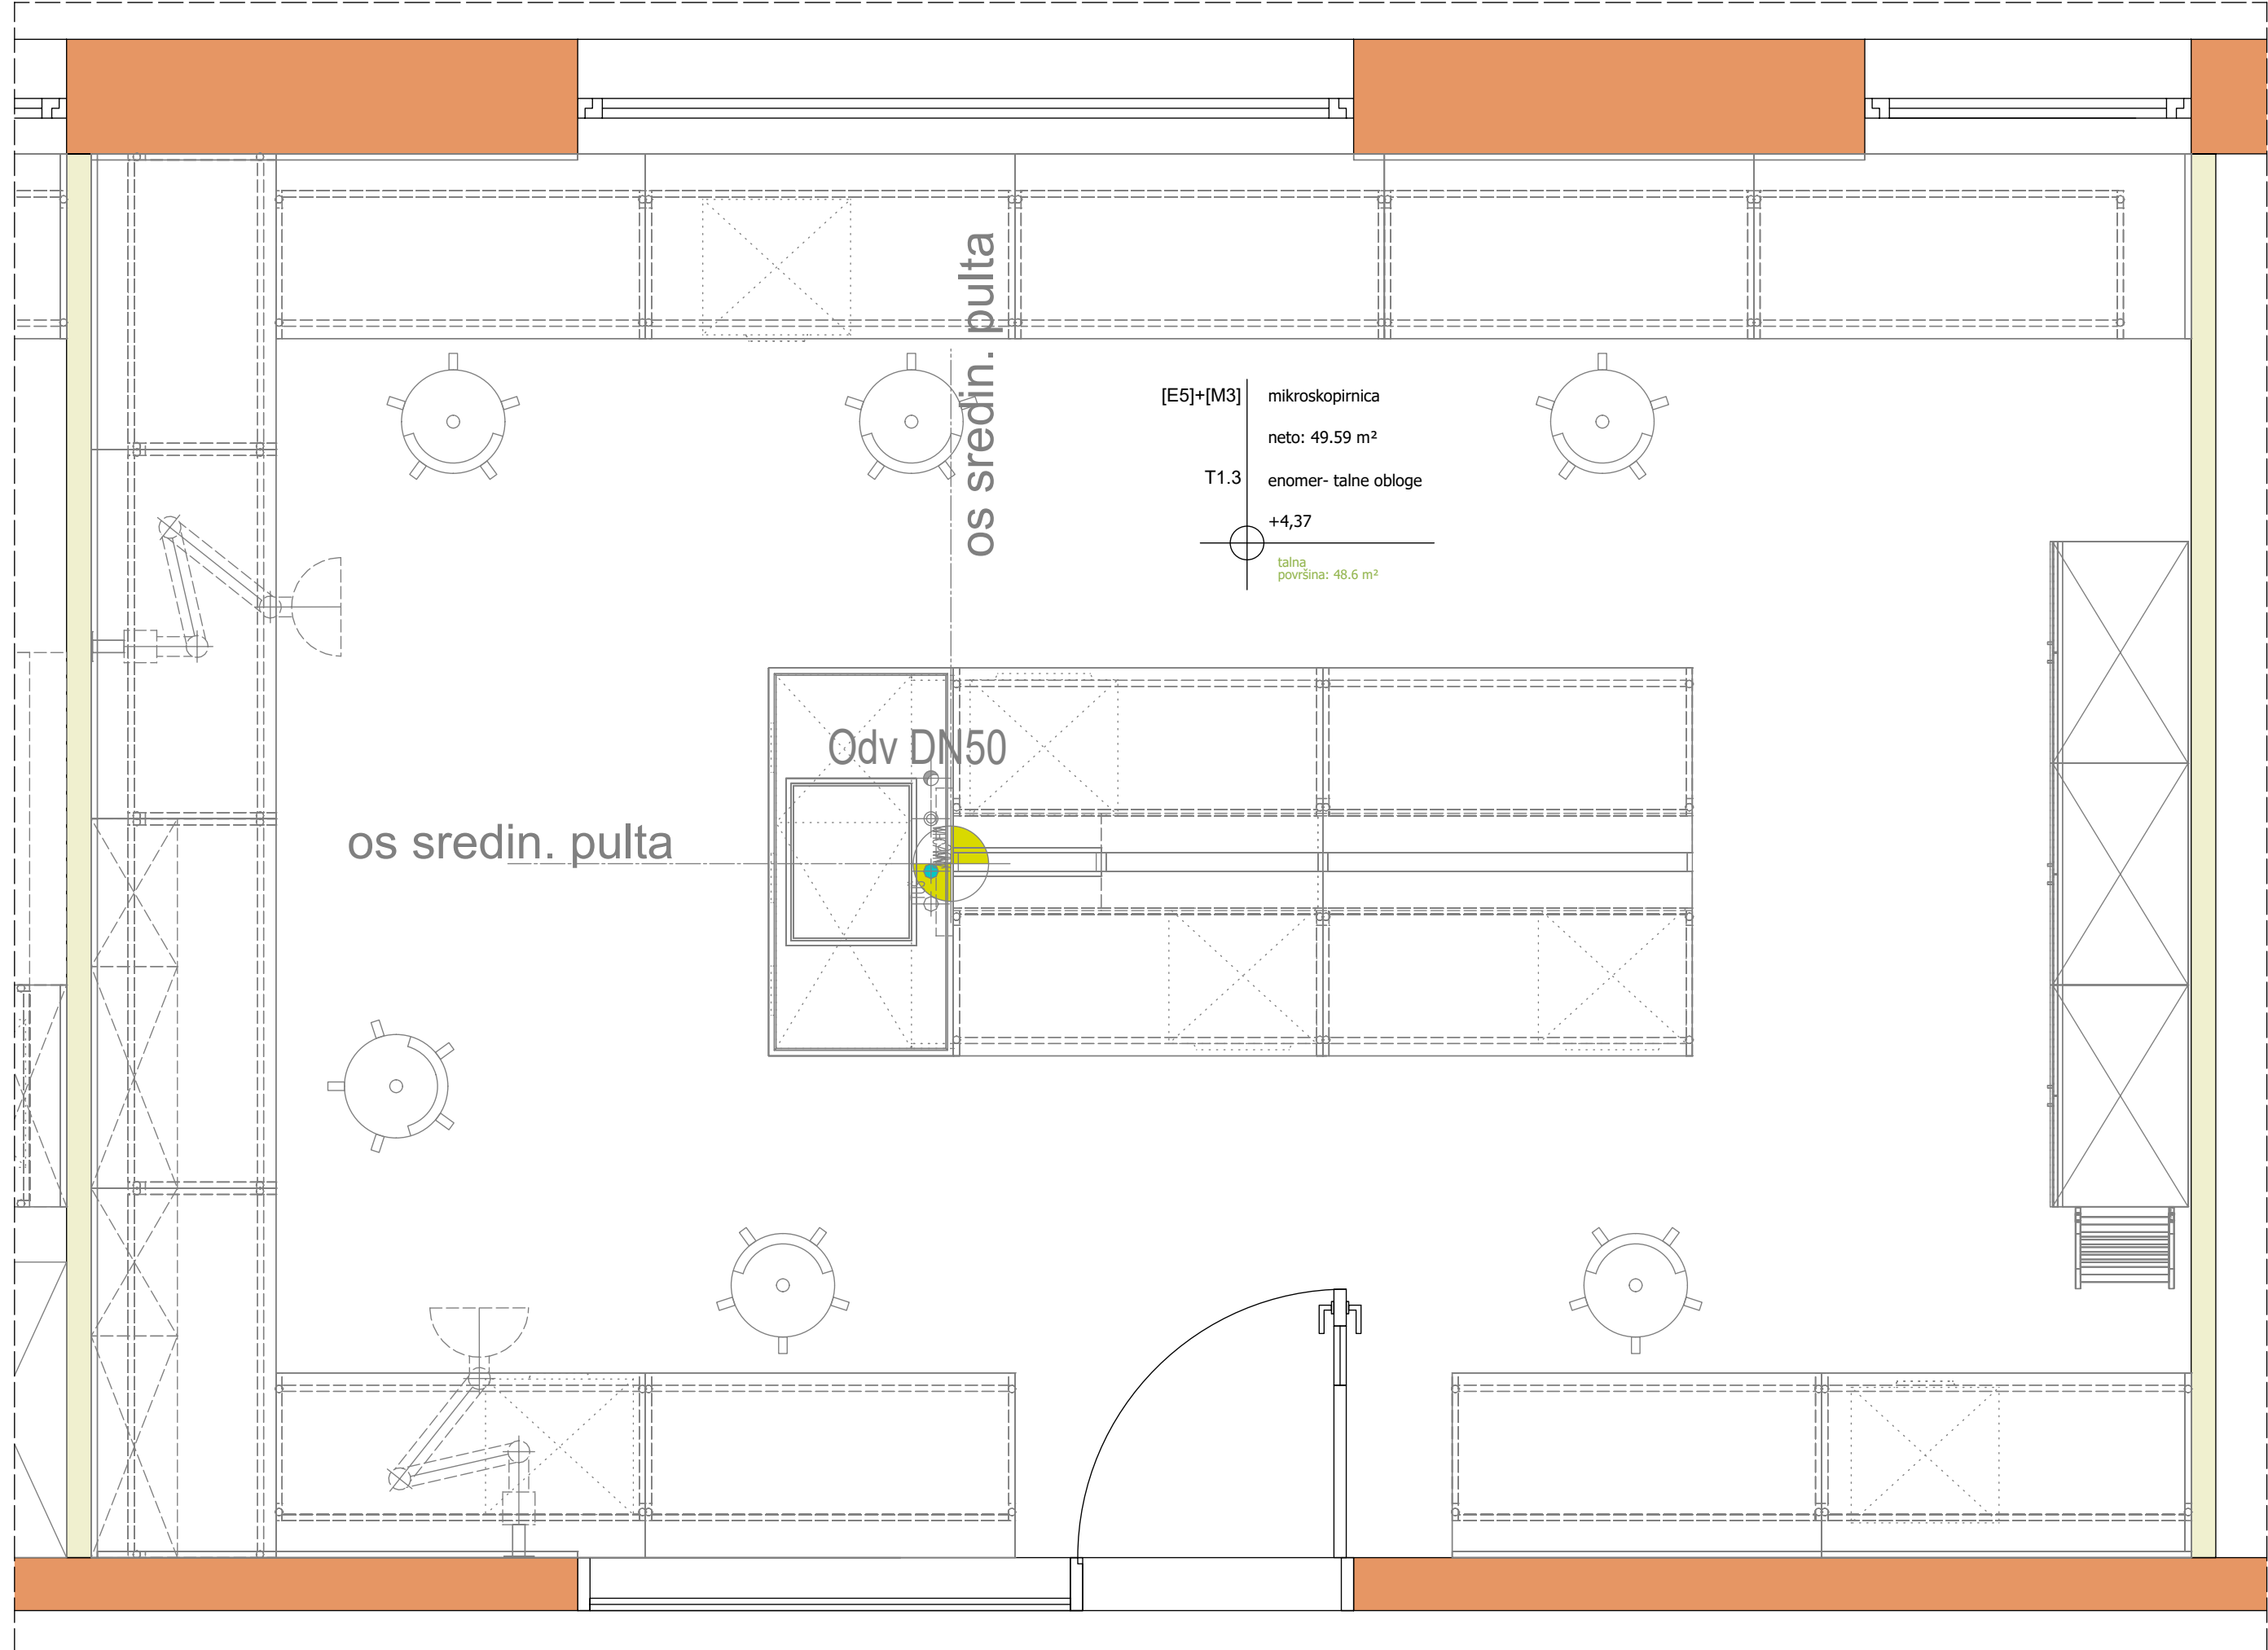 os sredin. pulta
[E5]+[M3] mikroskopirnica
neto: 49.59 m²
T1.3 enomer- talne obloge
+4,37
talna
površina: 48.6 m²
Odv DN50
os sredin. pulta